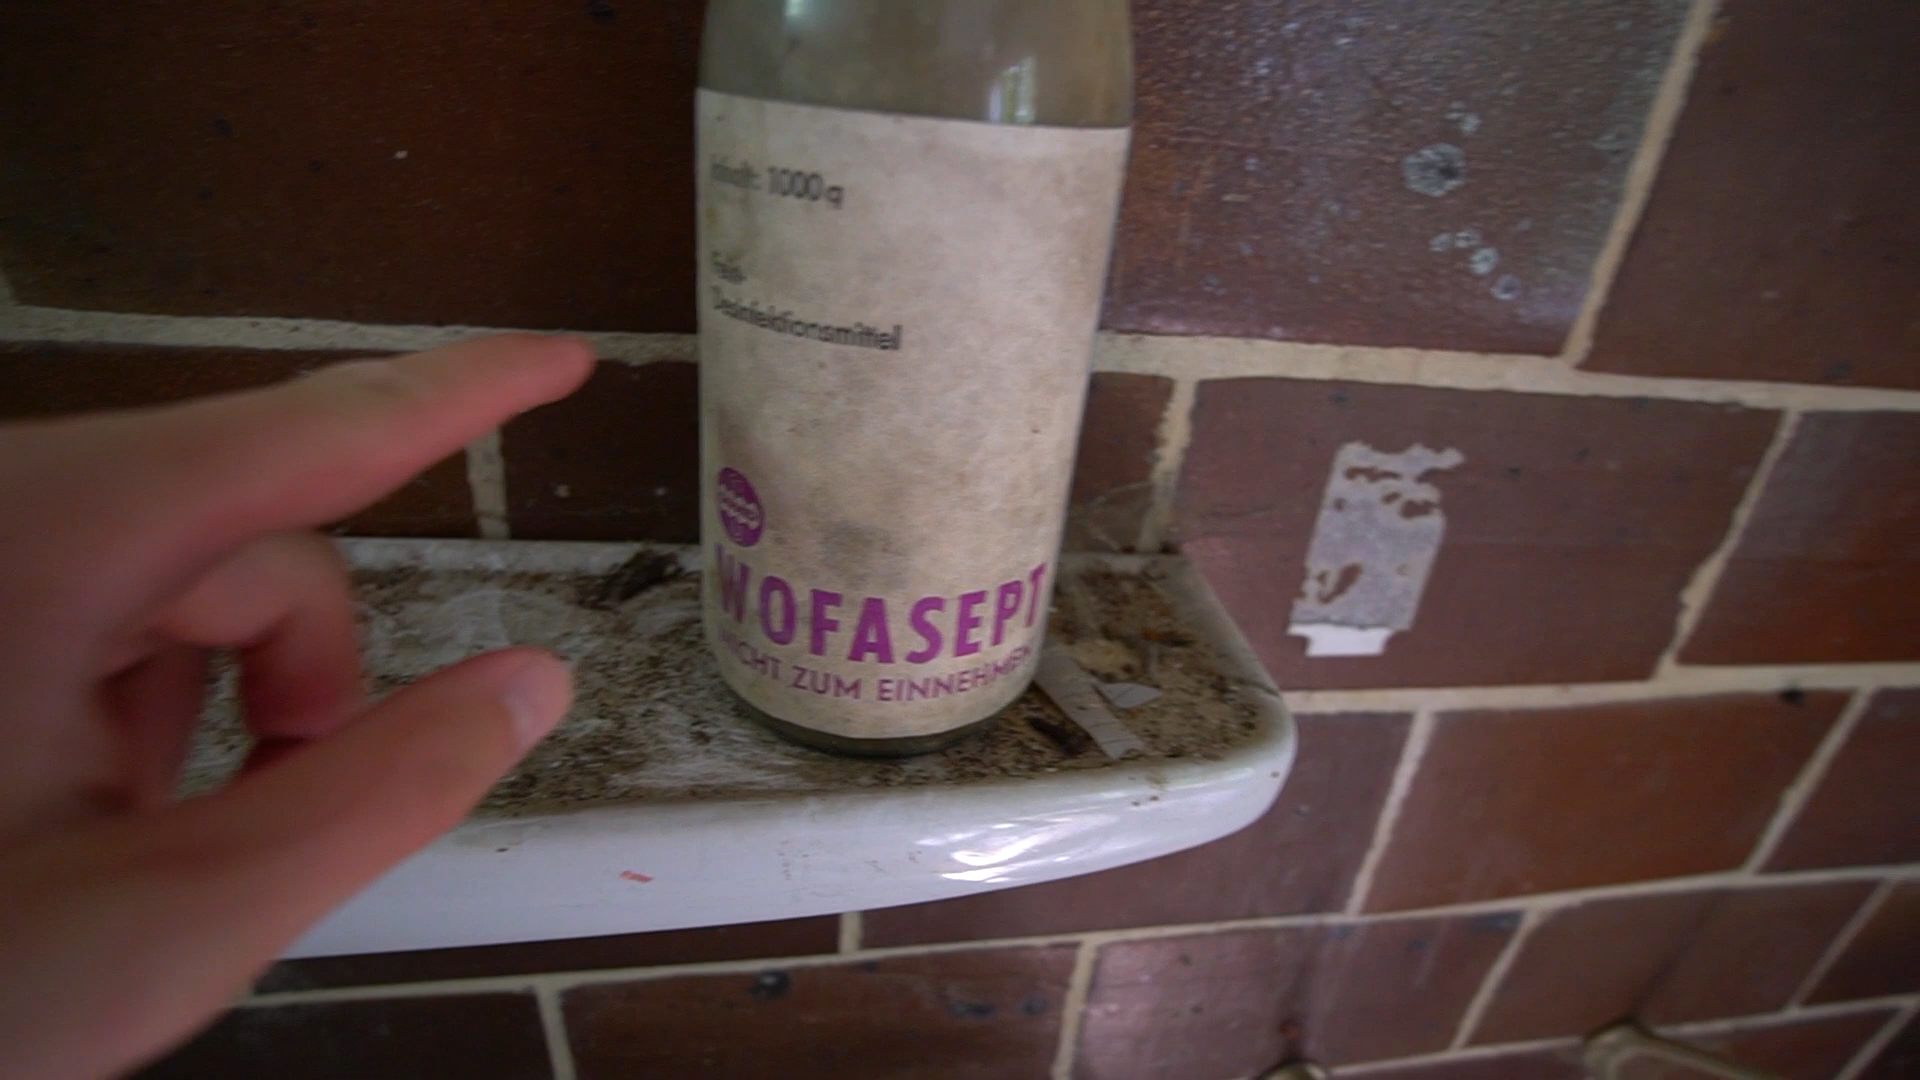 Inhalt: 1000 g
Fein-
Desinfektionsmittel
WOFASEPT
NICHT ZUM EINNEHMEN